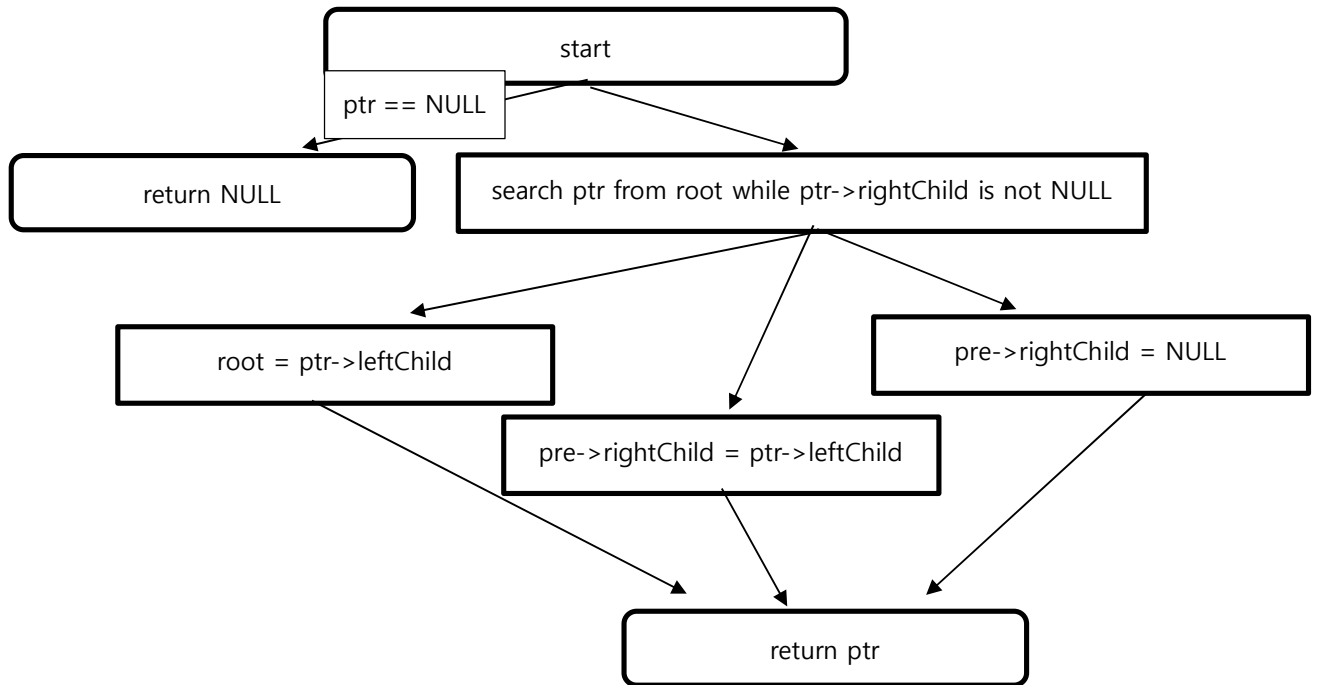 start
ptr == NULL
return NULL
search ptr from root while ptr->rightChild is not NULL
root = ptr->leftChild
pre->rightChild = NULL
pre->rightChild = ptr->leftChild
return ptr